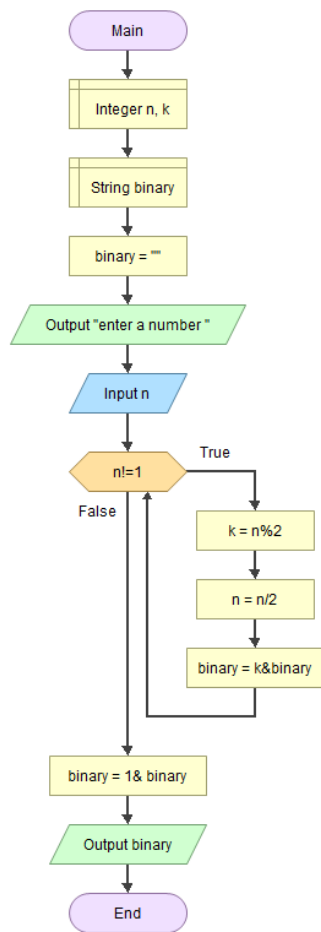 Main
Integer n, k
String binary
binary = ""
Output "enter a number "
Input n
n!=1
True
False
k = n%2
n = n/2
binary = k&binary
binary = 1& binary
Output binary
End